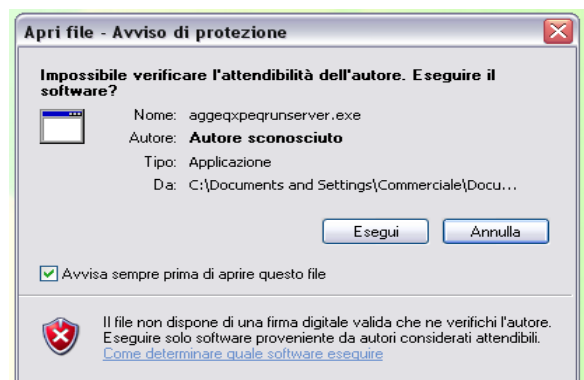 Apri file - Avviso di protezione
Impossibile verificare l'attendibilità dell'autore. Eseguire il
software?
Nome: aggeqxpeqrunserver.exe
Autore: Autore sconosciuto
Tipo: Applicazione
Da: C:\Documents and Settings\Commerciale\Docu...
Esegui Annulla
Avvisa sempre prima di aprire questo file
Il file non dispone di una firma digitale valida che ne verifichi l'autore.
Eseguire solo software proveniente da autori considerati attendibili.
Come determinare quale software eseguire